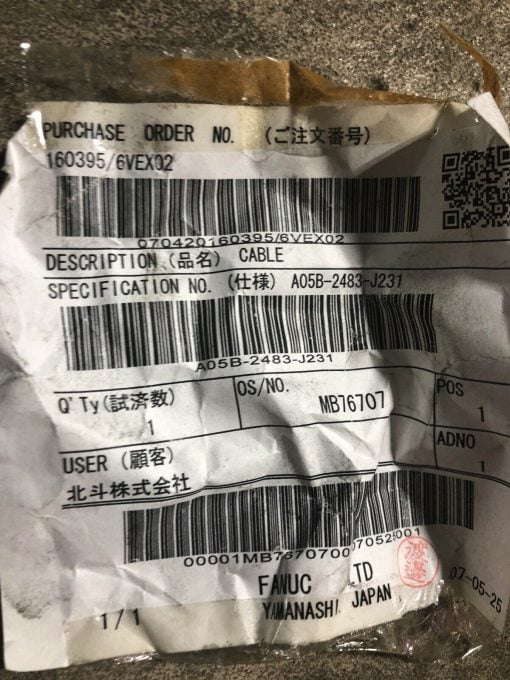 PURCHASE ORDER NO. (ご注文番号)
160395/6VEX02
070420160395/6VEX02
DESCRIPTION (品名) CABLE
SPECIFICATION NO. (仕様) A05B-2483-J231
A05B-2483-J231
Q'Ty(試済数) 1
OS/NO. MB76707
POS 1
ADNO 1
USER (顧客)
北斗株式会社
FANUC LTD
YAMANASHI JAPAN
渡邉
07-05-25
1/1